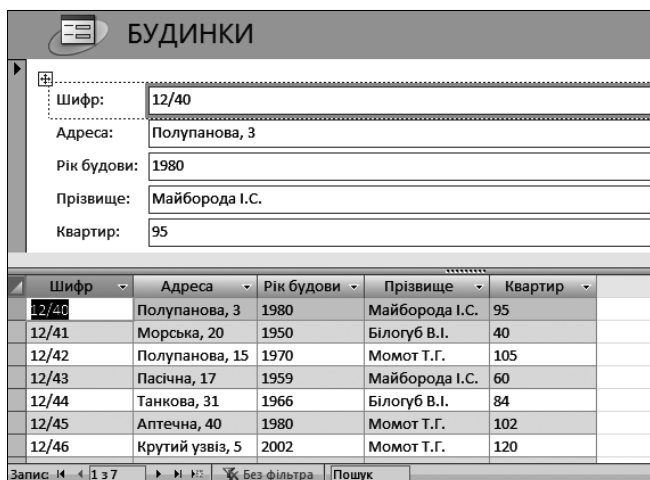 БУДИНКИ
Шифр: 12/40
Адреса: Полупанова, 3
Рік будови: 1980
Прізвище: Майборода І.С.
Квартир: 95
Шифр Адреса Рік будови Прізвище Квартир
12/40 Полупанова, 3 1980 Майборода І.С. 95
12/41 Морська, 20 1950 Білогуб В.І. 40
12/42 Полупанова, 15 1970 Момот Т.Г. 105
12/43 Пасічна, 17 1959 Майборода І.С. 60
12/44 Танкова, 31 1966 Білогуб В.І. 84
12/45 Аптечна, 40 1980 Момот Т.Г. 102
12/46 Крутий узвіз, 5 2002 Момот Т.Г. 120
Запис: 1 з 7 Без фільтра Пошук